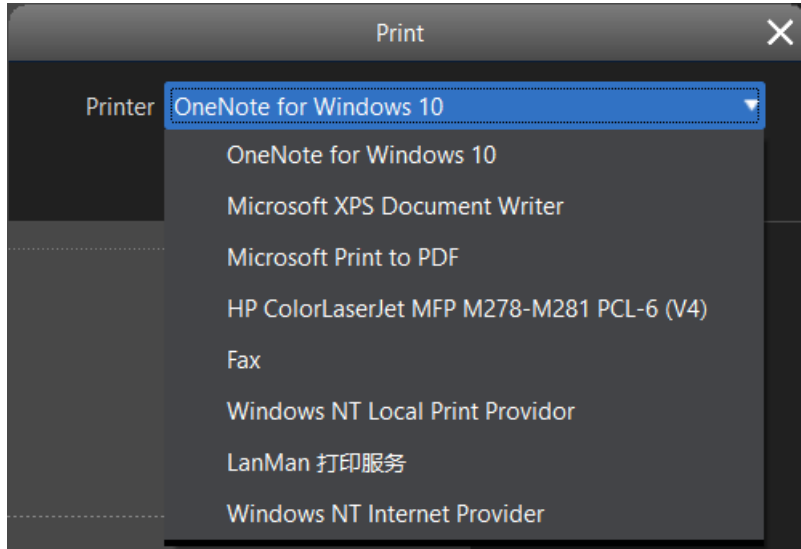 Print
Printer OneNote for Windows 10
OneNote for Windows 10
Microsoft XPS Document Writer
Microsoft Print to PDF
HP ColorLaserJet MFP M278-M281 PCL-6 (V4)
Fax
Windows NT Local Print Providor
LanMan 打印服务
Windows NT Internet Provider